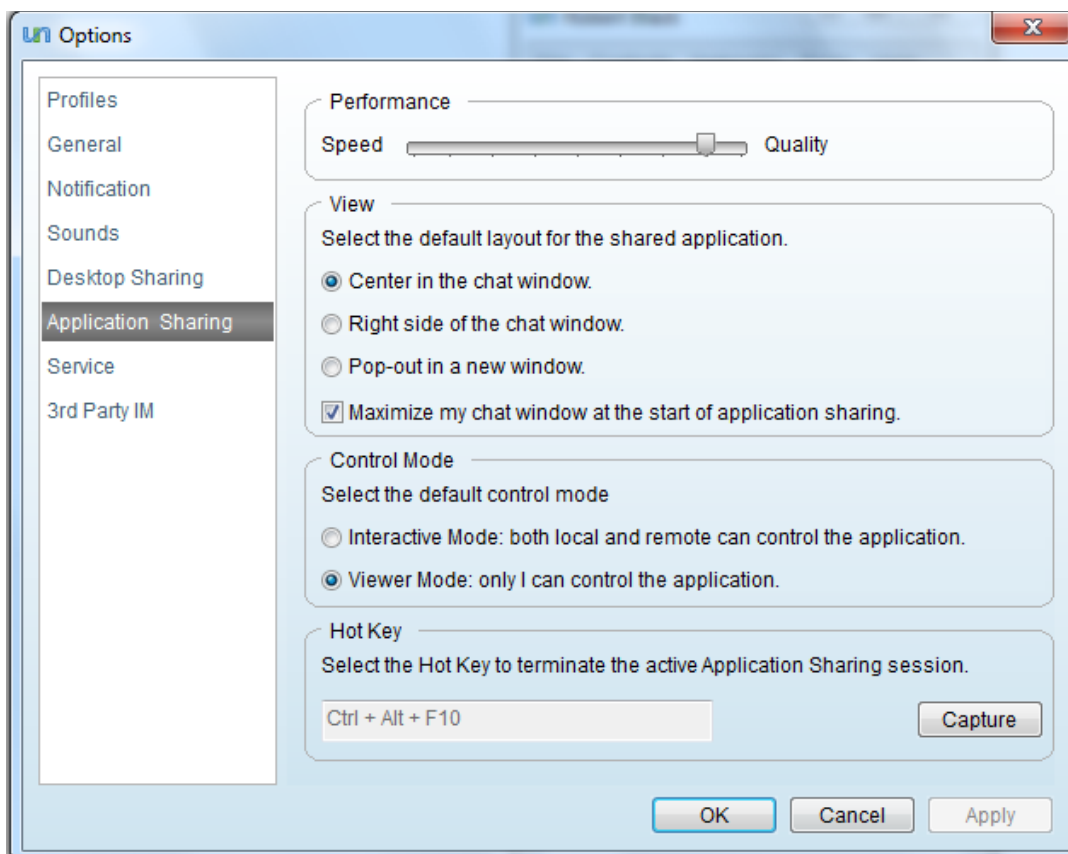 un Options
Profiles
General
Notification
Sounds
Desktop Sharing
Application Sharing
Service
3rd Party IM
Performance
Speed Quality
View
Select the default layout for the shared application.
Center in the chat window.
Right side of the chat window.
Pop-out in a new window.
Maximize my chat window at the start of application sharing.
Control Mode
Select the default control mode
Interactive Mode: both local and remote can control the application.
Viewer Mode: only I can control the application.
Hot Key
Select the Hot Key to terminate the active Application Sharing session.
Ctrl + Alt + F10 Capture
OK Cancel Apply